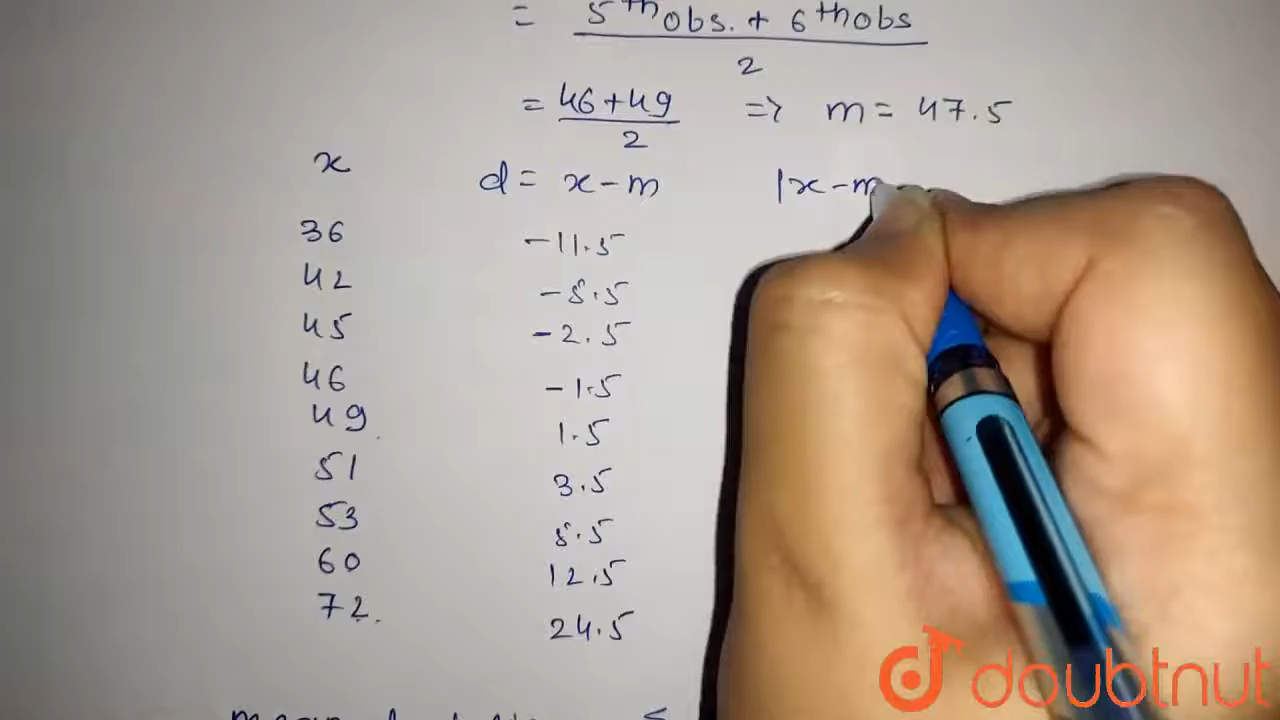 = 5th obs. + 6th obs
2
= 46+49 => m = 47.5
2
x d = x-m |x-m
36 -11.5
42 -5.5
45 -2.5
46 -1.5
49 1.5
51 3.5
53 5.5
60 12.5
72 24.5
doubtnut